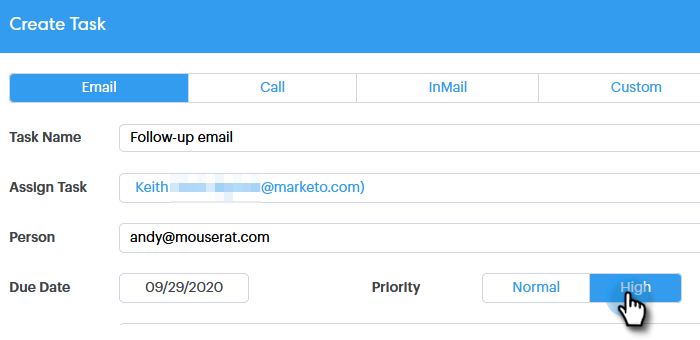 Create Task
Email Call InMail Custom
Task Name Follow-up email
Assign Task Keith @marketo.com)
Person andy@mouserat.com
Due Date 09/29/2020 Priority Normal High